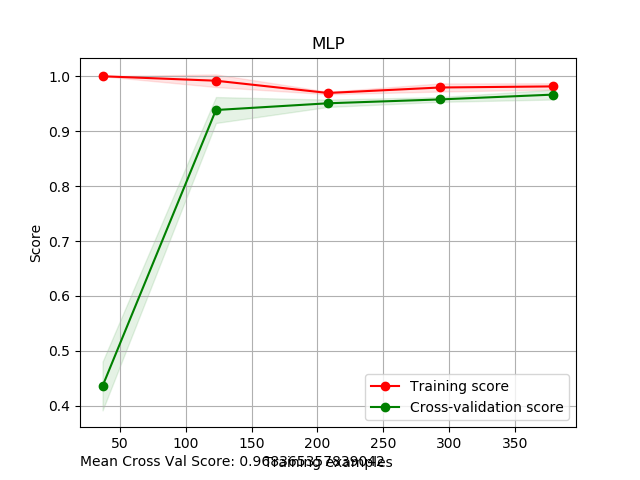 MLP
Score
1.0
0.9
0.8
0.7
0.6
0.5
0.4
Training score
Cross-validation score
50 100 150 200 250 300 350
Mean Cross Val Score:
Training examples